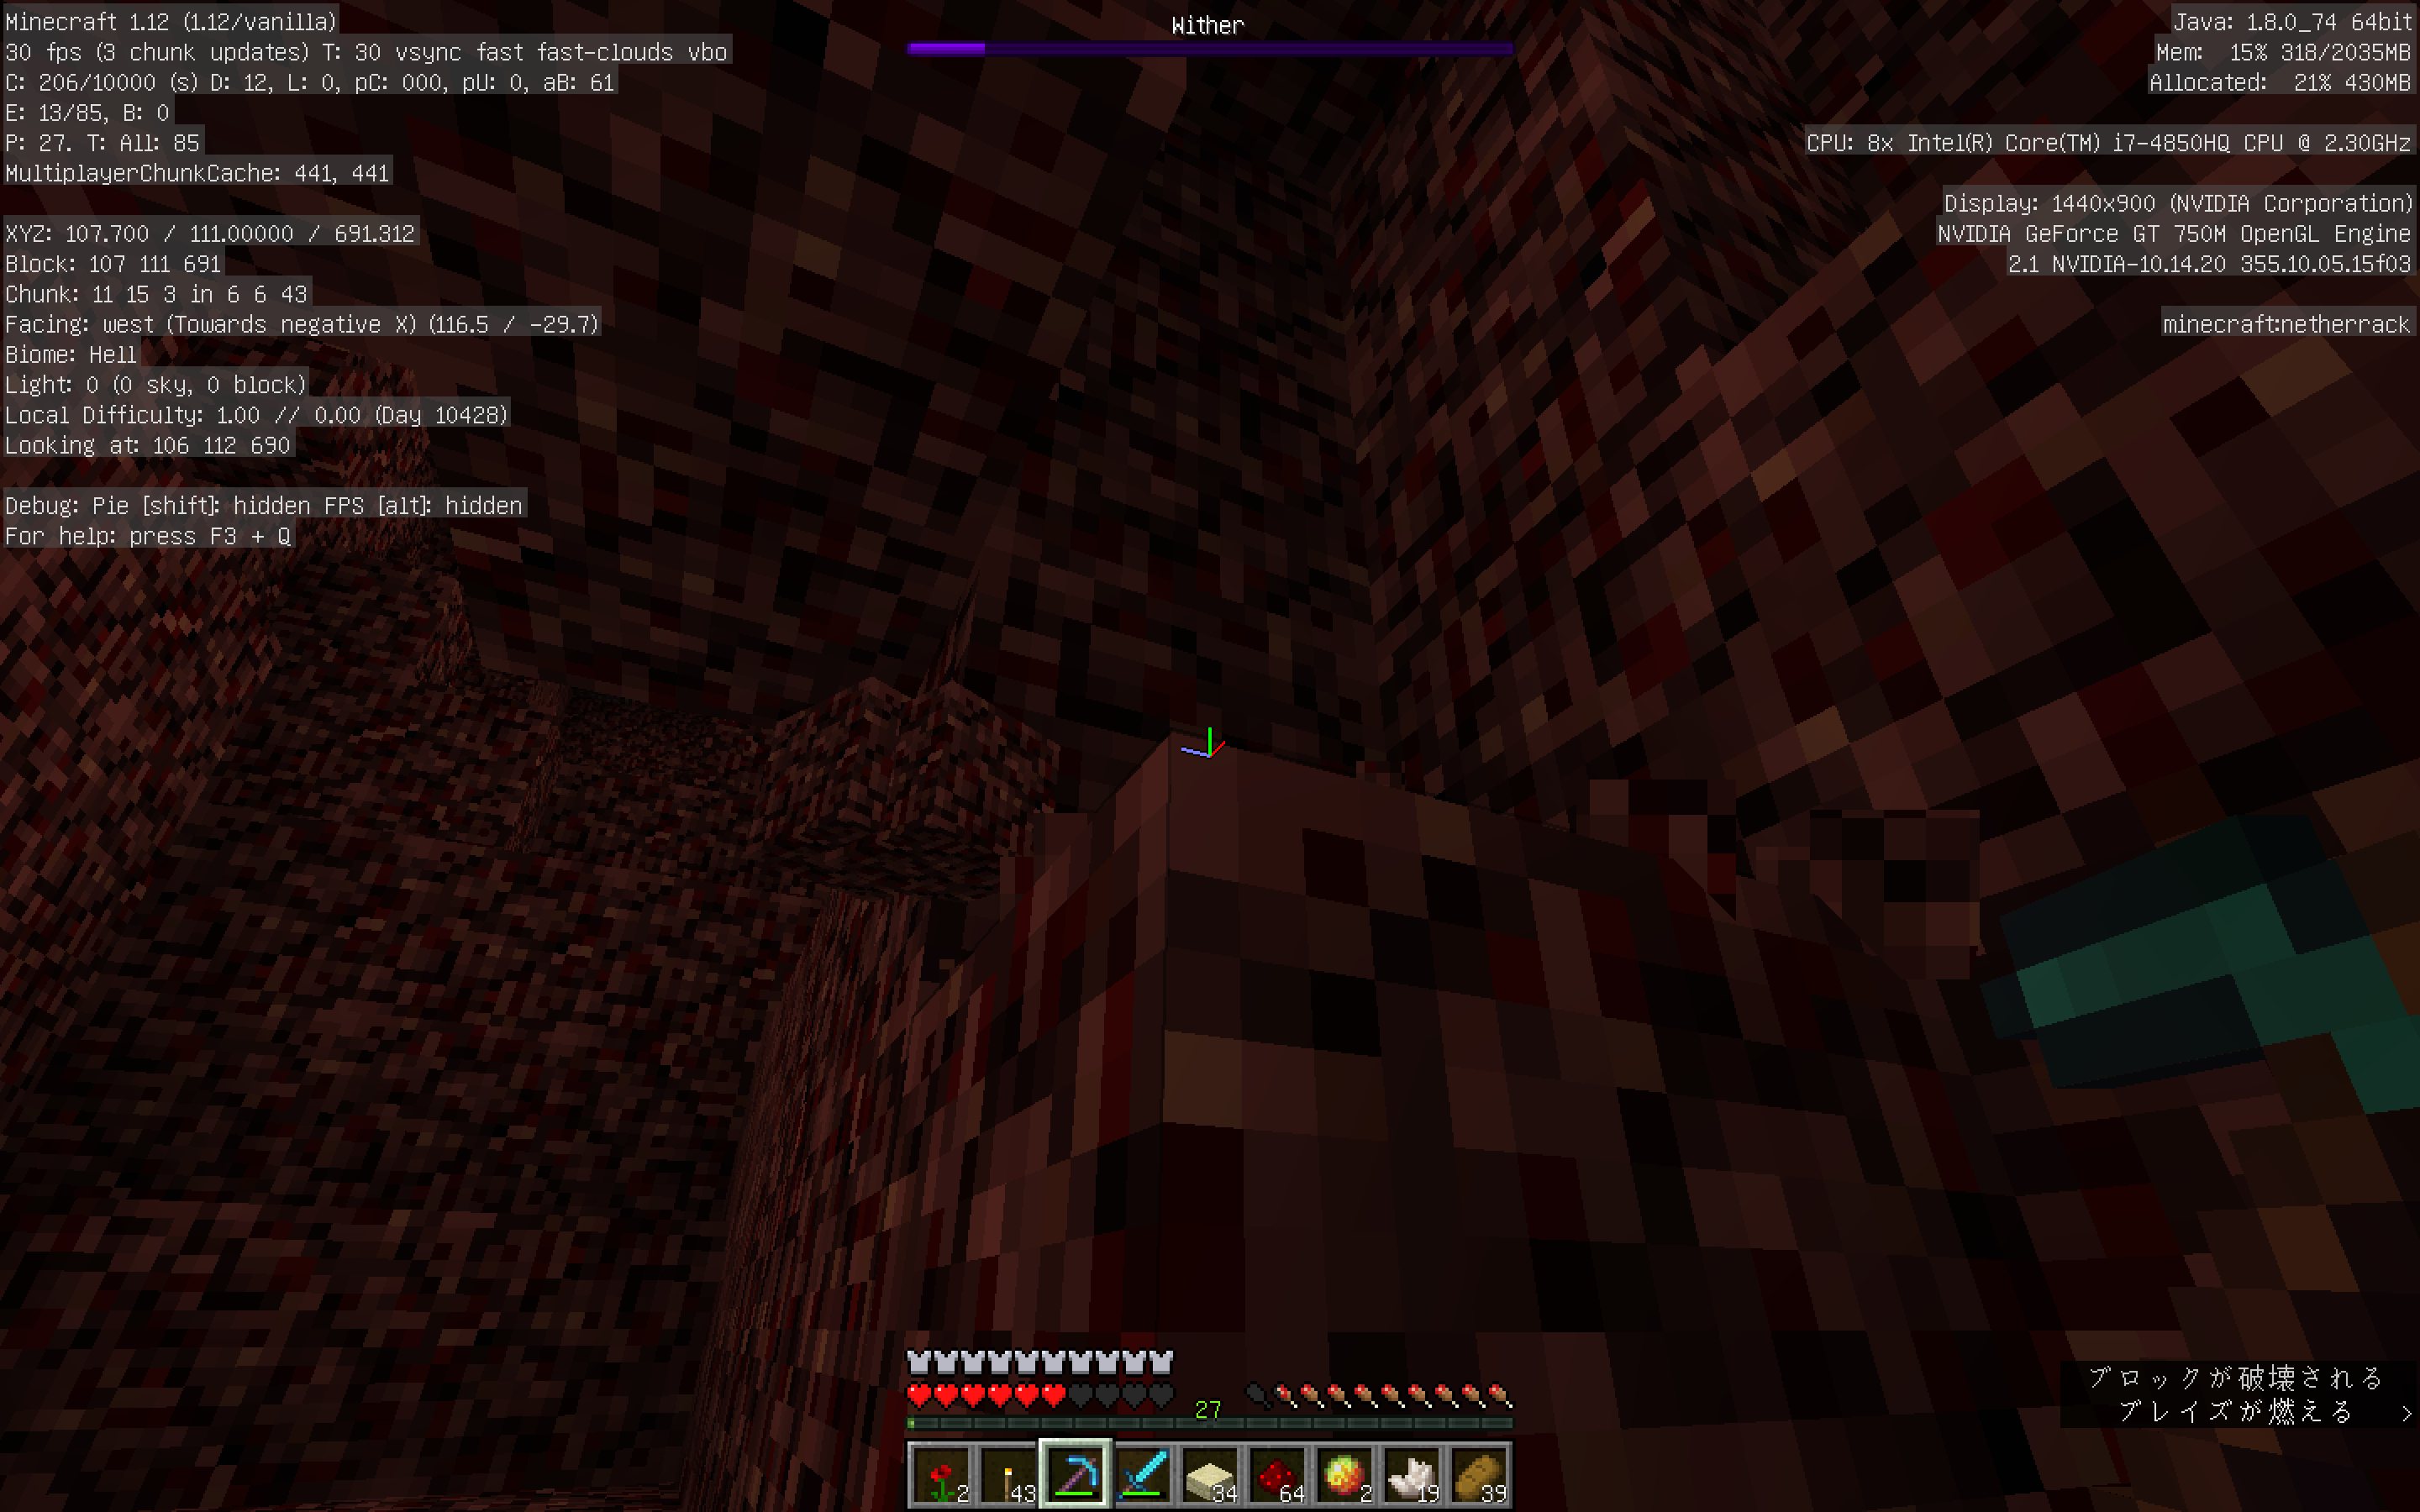 Minecraft 1.12 (1.12/vanilla)
30 fps (3 chunk updates) T: 30 vsync fast fast-clouds vbo
C: 206/10000 (s) D: 12, L: 0, pC: 000, pU: 0, aB: 61
E: 13/85, B: 0
P: 27. T: All: 85
MultiplayerChunkCache: 441, 441
XYZ: 107.700 / 111.00000 / 691.312
Block: 107 111 691
Chunk: 11 15 3 in 6 6 43
Facing: west (Towards negative X) (116.5 / -29.7)
Biome: Hell
Light: 0 (0 sky, 0 block)
Local Difficulty: 1.00 // 0.00 (Day 10428)
Looking at: 106 112 690
Debug: Pie [shift]: hidden FPS [alt]: hidden
For help: press F3 + Q
Wither
Java: 1.8.0_74 64bit
Mem: 15% 318/2035MB
Allocated: 21% 430MB
CPU: 8x Intel(R) Core(TM) i7-4850HQ CPU @ 2.30GHz
Display: 1440x900 (NVIDIA Corporation)
NVIDIA GeForce GT 750M OpenGL Engine
2.1 NVIDIA-10.14.20 355.10.05.15f03
minecraft:netherrack
ブロックが破壊される
ブレイズが燃える >
27
2 43 34 64 2 19 39